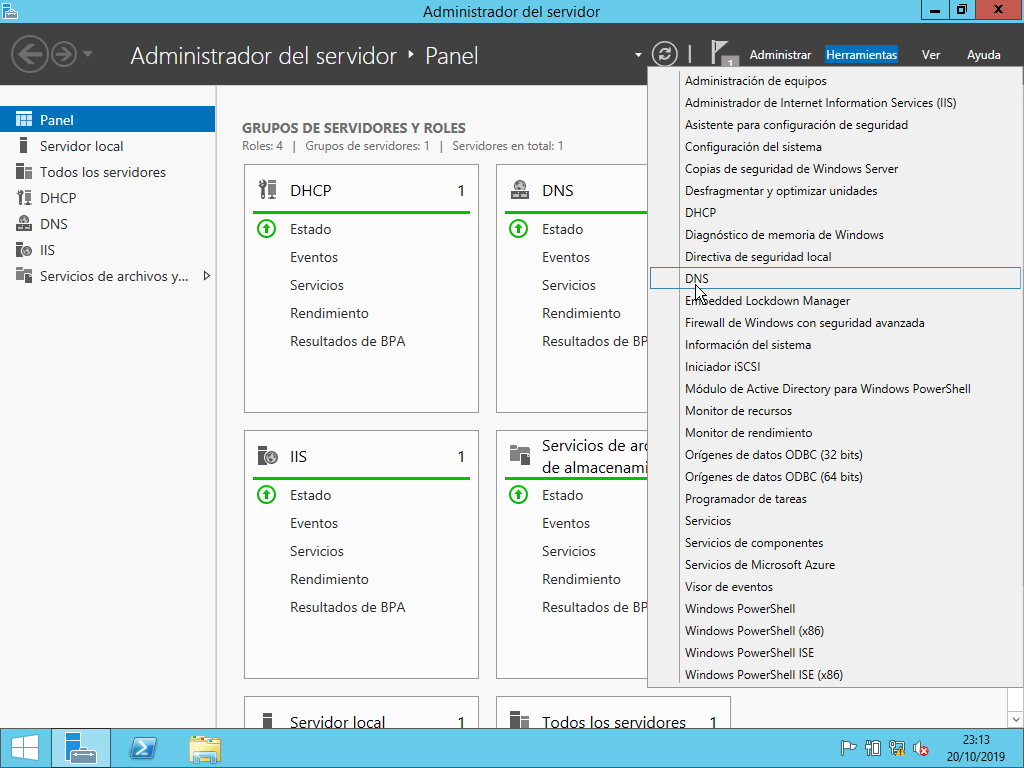 Administrador del servidor
Administrador del servidor ‣ Panel
1
Administrar
Herramientas
Ver
Ayuda
Panel
Servidor local
Todos los servidores
DHCP
DNS
IIS
Servicios de archivos y...
GRUPOS DE SERVIDORES Y ROLES
Roles: 4 | Grupos de servidores: 1 | Servidores en total: 1
DHCP 1
Estado
Eventos
Servicios
Rendimiento
Resultados de BPA
DNS
Estado
Eventos
Servicios
Rendimiento
Resultados de BP
IIS 1
Estado
Eventos
Servicios
Rendimiento
Resultados de BPA
Servicios de arc
de almacenami
Estado
Eventos
Servicios
Rendimiento
Resultados de BP
Servidor local 1
Todos los servidores 1
Administración de equipos
Administrador de Internet Information Services (IIS)
Asistente para configuración de seguridad
Configuración del sistema
Copias de seguridad de Windows Server
Desfragmentar y optimizar unidades
DHCP
Diagnóstico de memoria de Windows
Directiva de seguridad local
DNS
Embedded Lockdown Manager
Firewall de Windows con seguridad avanzada
Información del sistema
Iniciador iSCSI
Módulo de Active Directory para Windows PowerShell
Monitor de recursos
Monitor de rendimiento
Orígenes de datos ODBC (32 bits)
Orígenes de datos ODBC (64 bits)
Programador de tareas
Servicios
Servicios de componentes
Servicios de Microsoft Azure
Visor de eventos
Windows PowerShell
Windows PowerShell (x86)
Windows PowerShell ISE
Windows PowerShell ISE (x86)
23:13
20/10/2019